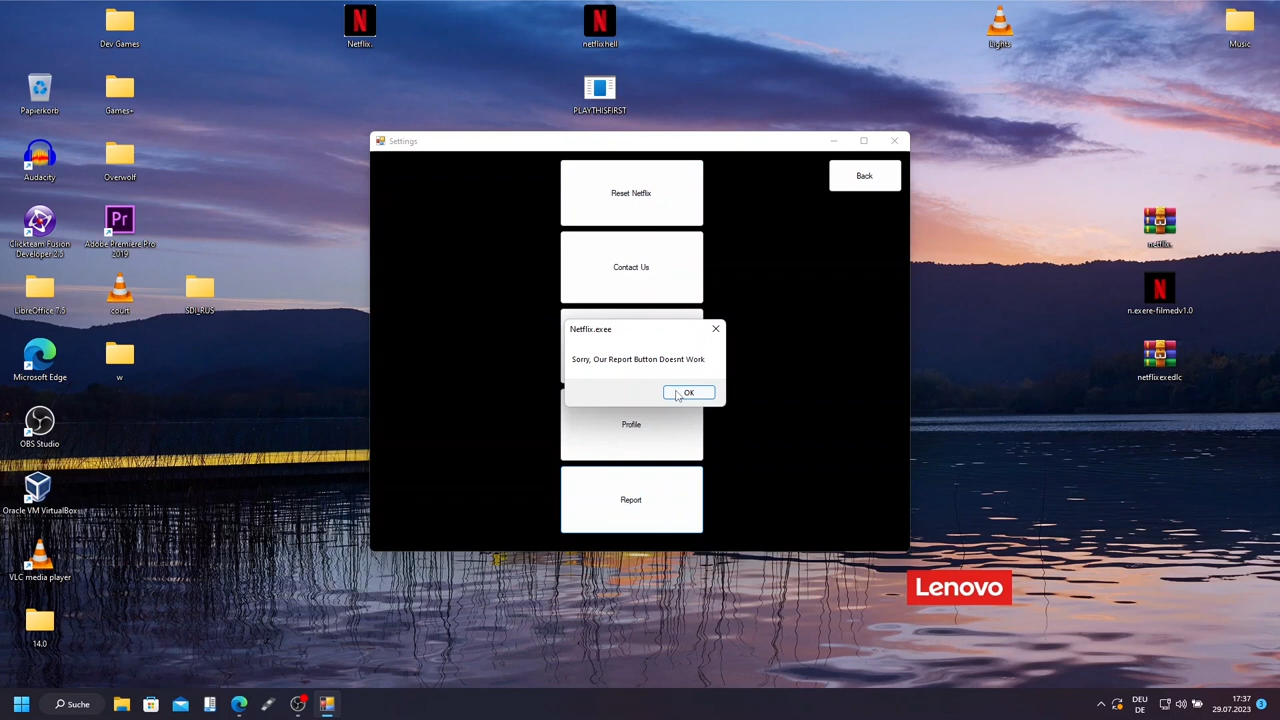 Dev Games
Netflix.
netflixhell
Lights
Music
Papierkorb
Games+
PLAYTHISFIRST
Settings
Back
Reset Netflix
Audacity
Overwolf
Clickteam Fusion
Developer 2.5
Adobe Premiere Pro
2019
netflix.
Contact Us
LibreOffice 7.5
court
SDI_RUS
n.exere-filmedv1.0
Netflix.exee
Sorry, Our Report Button Doesnt Work
OK
Microsoft Edge
w
netflixexedlc
Profile
OBS Studio
Report
Oracle VM VirtualBox
VLC media player
Lenovo
14.0
Suche
DEU
DE
17:37
29.07.2023
3